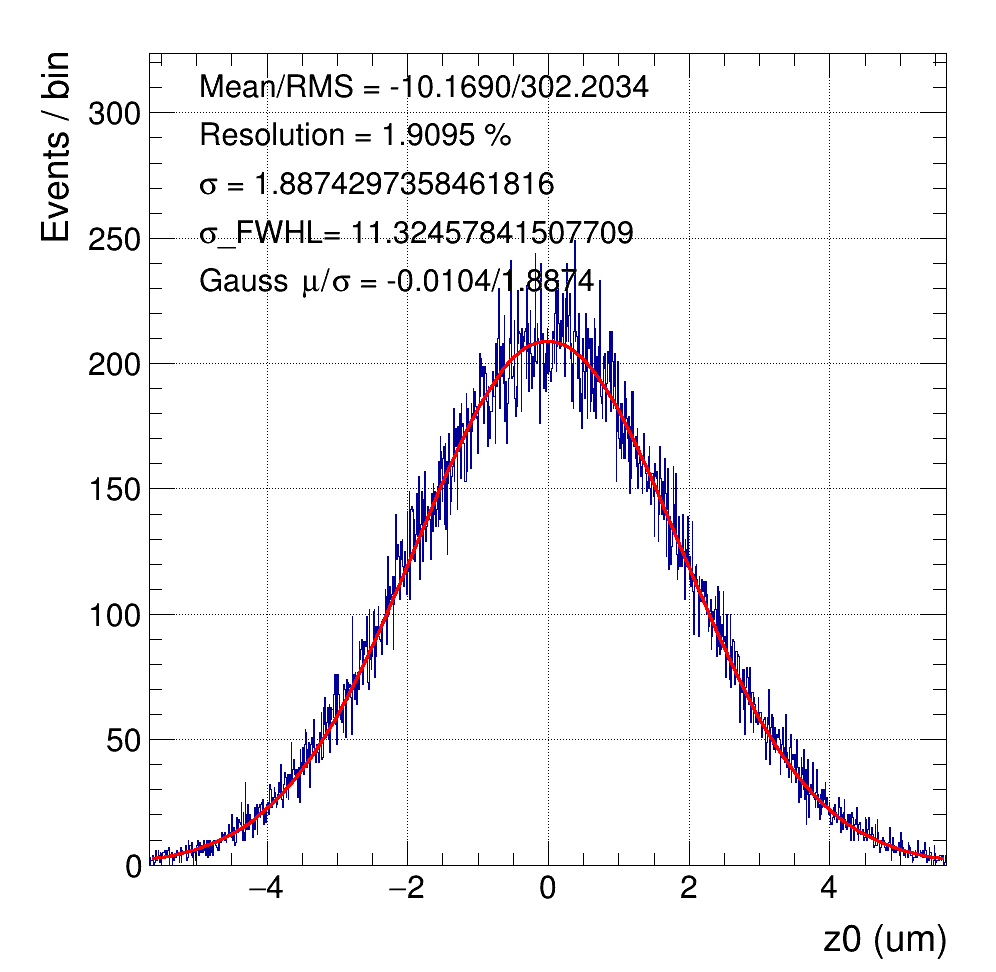 Events / bin
Mean/RMS = -10.1690/302.2034
Resolution = 1.9095 %
σ = 1.8874297358461816
σ_FWHL= 11.32457841507709
Gauss μ/σ = -0.0104/1.8874
300
250
200
150
100
50
0
−4 −2 0 2 4
z0 (um)